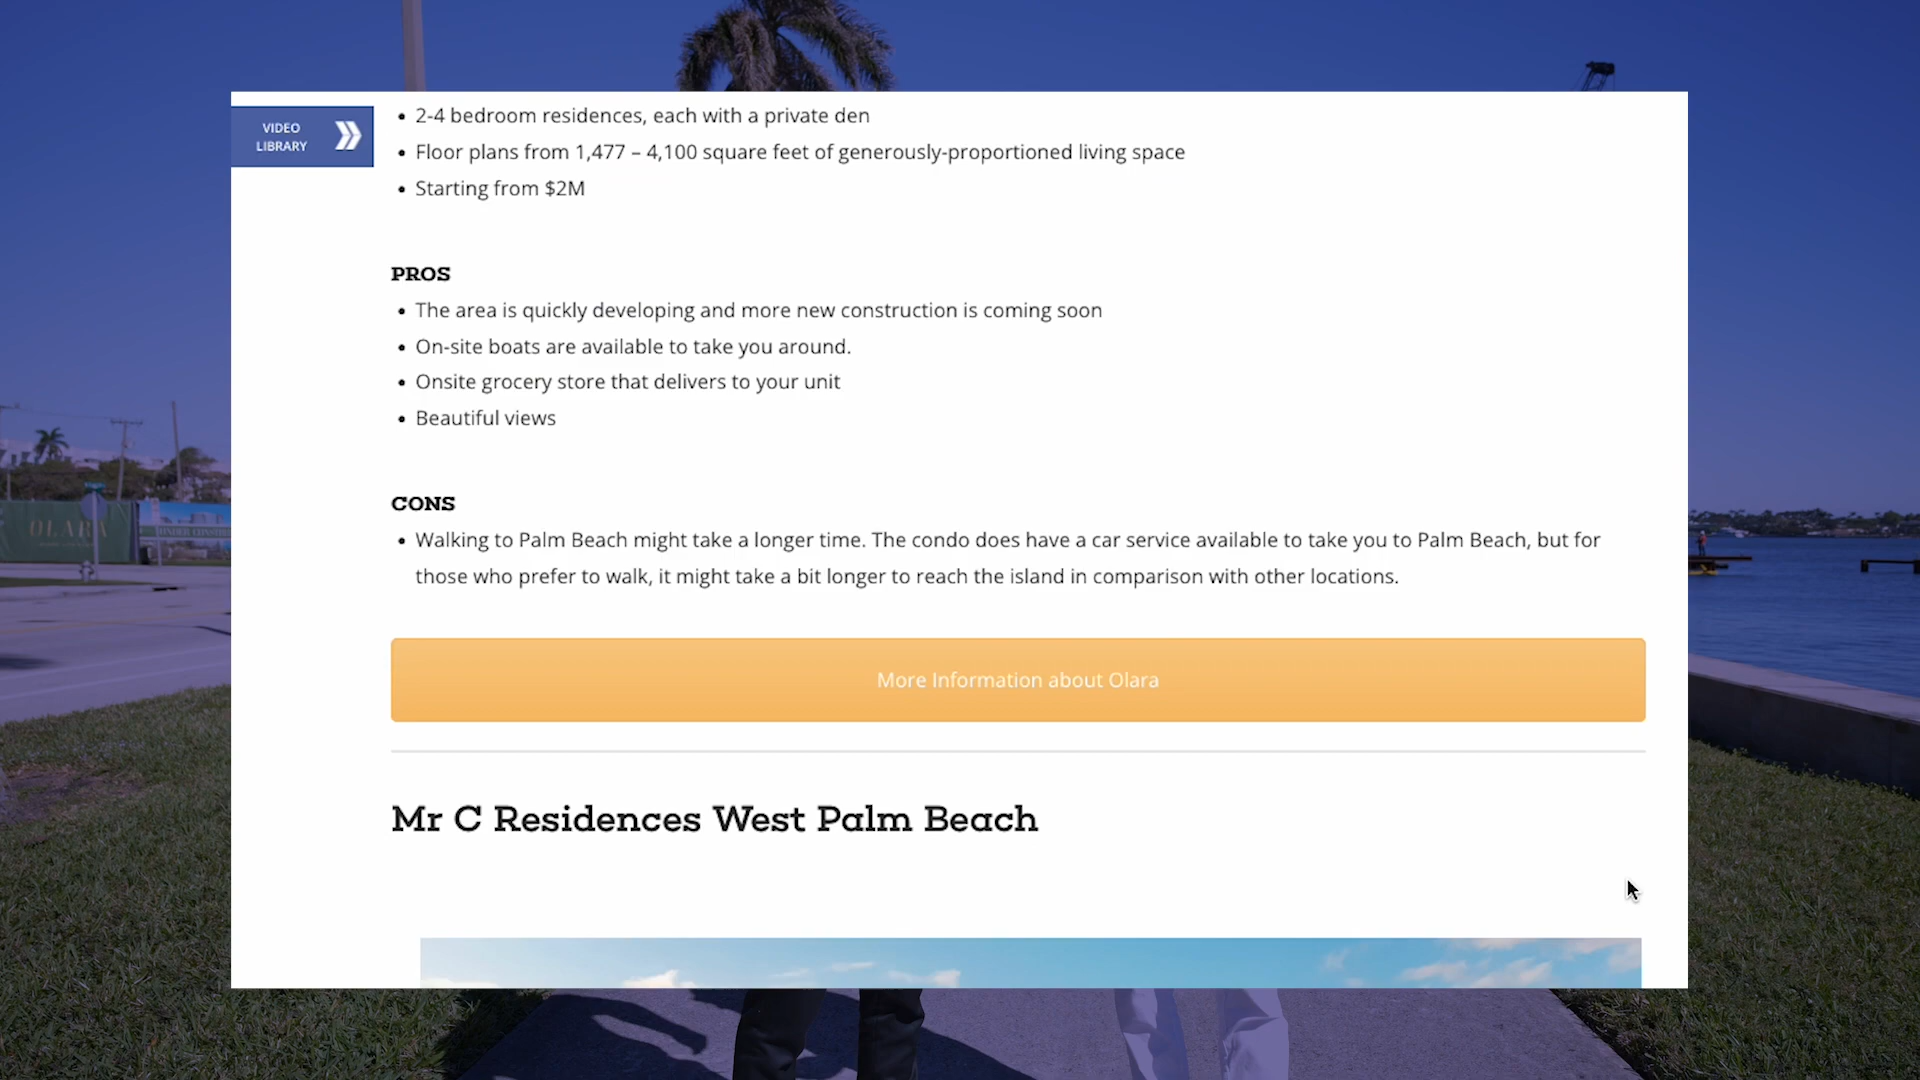 VIDEO
LIBRARY
2-4 bedroom residences, each with a private den
Floor plans from 1,477 – 4,100 square feet of generously-proportioned living space
Starting from $2M
PROS
The area is quickly developing and more new construction is coming soon
On-site boats are available to take you around.
Onsite grocery store that delivers to your unit
Beautiful views
CONS
Walking to Palm Beach might take a longer time. The condo does have a car service available to take you to Palm Beach, but for
those who prefer to walk, it might take a bit longer to reach the island in comparison with other locations.
More Information about Olara
Mr C Residences West Palm Beach
OLARA